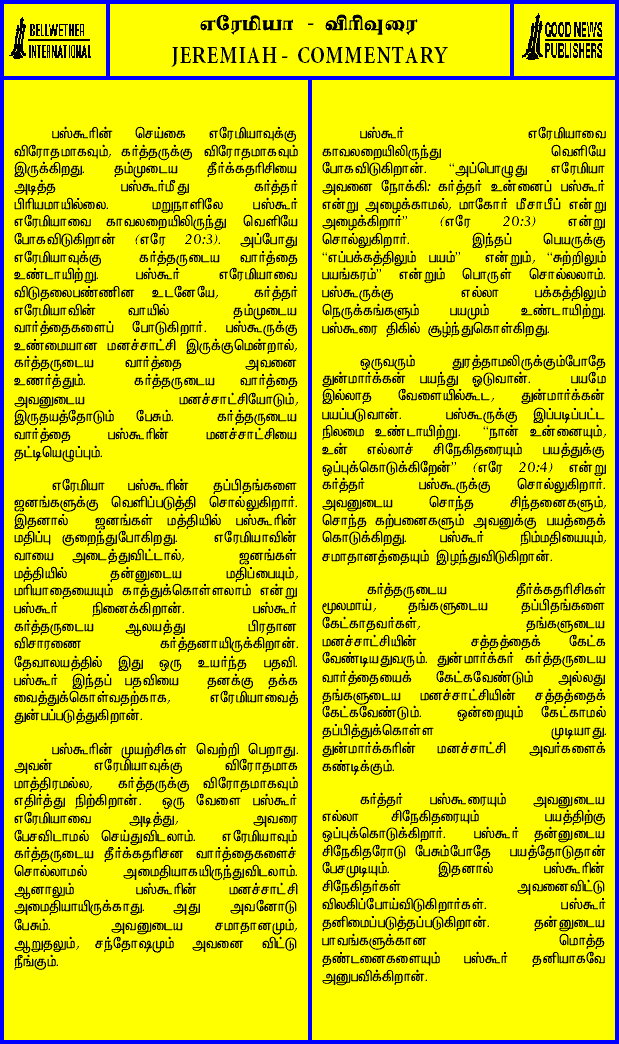 BELLWETHER
INTERNATIONAL
எரேமியா - விரிவுரை
JEREMIAH - COMMENTARY
GOOD NEWS
PUBLISHERS
பஸ்கூரின் செய்கை எரேமியாவுக்கு
விரோதமாகவும், கர்த்தருக்கு விரோதமாகவும்
இருக்கிறது. தம்முடைய தீர்க்கதரிசியை
அடித்த பஸ்கூர்மீது கர்த்தர்
பிரியமாயில்லை. மறுநாளிலே பஸ்கூர்
எரேமியாவை காவலறையிலிருந்து வெளியே
போகவிடுகிறான் (எரே 20:3). அப்போது
எரேமியாவுக்கு கர்த்தருடைய வார்த்தை
உண்டாயிற்று. பஸ்கூர் எரேமியாவை
விடுதலைபண்ணின உடனேயே, கர்த்தர்
எரேமியாவின் வாயில் தம்முடைய
வார்த்தைகளைப் போடுகிறார். பஸ்கூருக்கு
உண்மையான மனச்சாட்சி இருக்குமென்றால்,
கர்த்தருடைய வார்த்தை அவனை
உணர்த்தும். கர்த்தருடைய வார்த்தை
அவனுடைய மனச்சாட்சியோடும்,
இருதயத்தோடும் பேசும். கர்த்தருடைய
வார்த்தை பஸ்கூரின் மனச்சாட்சியை
தட்டியெழுப்பும்.
எரேமியா பஸ்கூரின் தப்பிதங்களை
ஜனங்களுக்கு வெளிப்படுத்தி சொல்லுகிறார்.
இதனால் ஜனங்கள் மத்தியில் பஸ்கூரின்
மதிப்பு குறைந்துபோகிறது. எரேமியாவின்
வாயை அடைத்துவிட்டால், ஜனங்கள்
மத்தியில் தன்னுடைய மதிப்பையும்,
மரியாதையையும் காத்துக்கொள்ளலாம் என்று
பஸ்கூர் நினைக்கிறான். பஸ்கூர்
கர்த்தருடைய ஆலயத்து பிரதான
விசாரணை கர்த்தனாயிருக்கிறான்.
தேவாலயத்தில் இது ஒரு உயர்ந்த பதவி.
பஸ்கூர் இந்தப் பதவியை தனக்கு தக்க
வைத்துக்கொள்வதற்காக, எரேமியாவைத்
துன்பப்படுத்துகிறான்.
பஸ்கூரின் முயற்சிகள் வெற்றி பெறாது.
அவன் எரேமியாவுக்கு விரோதமாக
மாத்திரமல்ல, கர்த்தருக்கு விரோதமாகவும்
எதிர்த்து நிற்கிறான். ஒரு வேளை பஸ்கூர்
எரேமியாவை அடித்து, அவரை
பேசவிடாமல் செய்துவிடலாம். எரேமியாவும்
கர்த்தருடைய தீர்க்கதரிசன வார்த்தைகளைச்
சொல்லாமல் அமைதியாகயிருந்துவிடலாம்.
ஆனாலும் பஸ்கூரின் மனச்சாட்சி
அமைதியாயிருக்காது. அது அவனோடு
பேசும். அவனுடைய சமாதானமும்,
ஆறுதலும், சந்தோஷமும் அவனை விட்டு
நீங்கும்.
பஸ்கூர் எரேமியாவை
காவலறையிலிருந்து வெளியே
போகவிடுகிறான். "அப்பொழுது எரேமியா
அவனை நோக்கி: கர்த்தர் உன்னைப் பஸ்கூர்
என்று அழைக்காமல், மாகோர் மீசாபீப் என்று
அழைக்கிறார்" (எரே 20:3) என்று
சொல்லுகிறார். இந்தப் பெயருக்கு
"எப்பக்கத்திலும் பயம்" என்றும், "சுற்றிலும்
பயங்கரம்" என்றும் பொருள் சொல்லலாம்.
பஸ்கூருக்கு எல்லா பக்கத்திலும்
நெருக்கங்களும் பயமும் உண்டாயிற்று.
பஸ்கூரை திகில் சூழ்ந்துகொள்கிறது.
ஒருவரும் துரத்தாமலிருக்கும்போதே
துன்மார்க்கன் பயந்து ஓடுவான். பயமே
இல்லாத வேளையில்கூட, துன்மார்க்கன்
பயப்படுவான். பஸ்கூருக்கு இப்படிப்பட்ட
நிலமை உண்டாயிற்று. "நான் உன்னையும்,
உன் எல்லாச் சிநேகிதரையும் பயத்துக்கு
ஒப்புக்கொடுக்கிறேன்" (எரே 20:4) என்று
கர்த்தர் பஸ்கூருக்கு சொல்லுகிறார்.
அவனுடைய சொந்த சிந்தனைகளும்,
சொந்த கற்பனைகளும் அவனுக்கு பயத்தைக்
கொடுக்கிறது. பஸ்கூர் நிம்மதியையும்,
சமாதானத்தையும் இழந்துவிடுகிறான்.
கர்த்தருடைய தீர்க்கதரிசிகள்
மூலமாய், தங்களுடைய தப்பிதங்களை
கேட்காதவர்கள், தங்களுடைய
மனச்சாட்சியின் சத்தத்தைக் கேட்க
வேண்டியதுவரும். துன்மார்க்கர் கர்த்தருடைய
வார்த்தையைக் கேட்கவேண்டும் அல்லது
தங்களுடைய மனச்சாட்சியின் சத்தத்தைக்
கேட்கவேண்டும். ஒன்றையும் கேட்காமல்
தப்பித்துக்கொள்ள முடியாது.
துன்மார்க்கரின் மனச்சாட்சி அவர்களைக்
கண்டிக்கும்.
கர்த்தர் பஸ்கூரையும் அவனுடைய
எல்லா சிநேகிதரையும் பயத்திற்கு
ஒப்புக்கொடுக்கிறார். பஸ்கூர் தன்னுடைய
சிநேகிதரோடு பேசும்போதே பயத்தோடுதான்
பேசமுடியும். இதனால் பஸ்கூரின்
சிநேகிதர்கள் அவனைவிட்டு
விலகிப்போய்விடுகிறார்கள். பஸ்கூர்
தனிமைப்படுத்தப்படுகிறான். தன்னுடைய
பாவங்களுக்கான மொத்த
தண்டனைகளையும் பஸ்கூர் தனியாகவே
அனுபவிக்கிறான்.